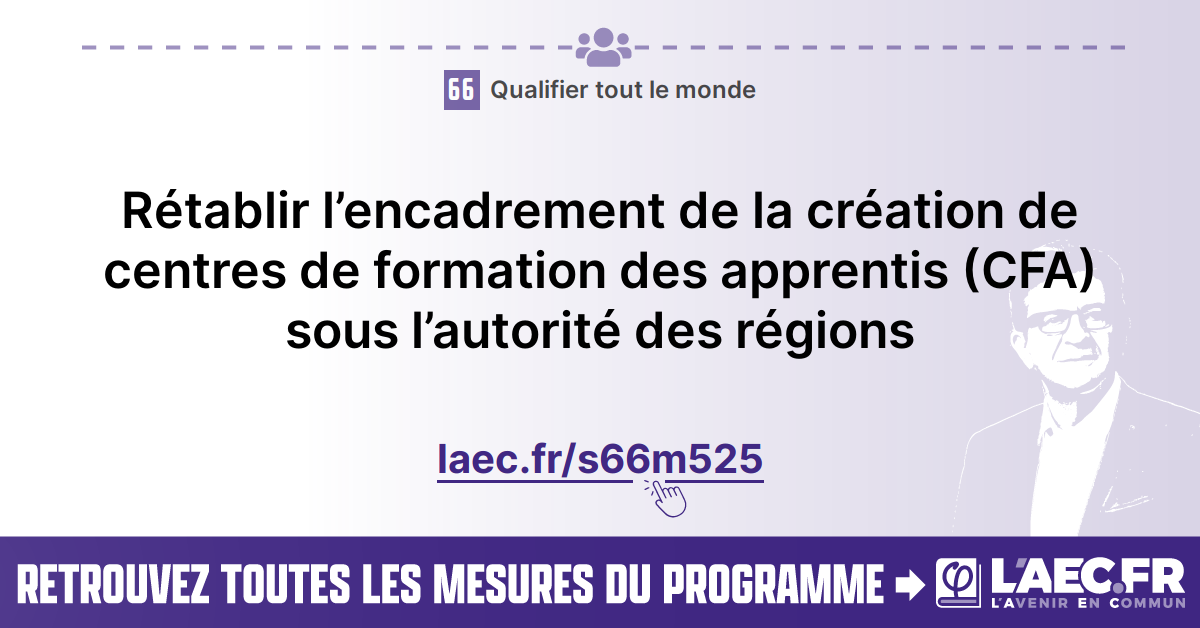 66 Qualifier tout le monde
Rétablir l’encadrement de la création de
centres de formation des apprentis (CFA)
sous l’autorité des régions
laec.fr/s66m525
RETROUVEZ TOUTES LES MESURES DU PROGRAMME
φ L'AEC.FR
L'AVENIR EN COMMUN